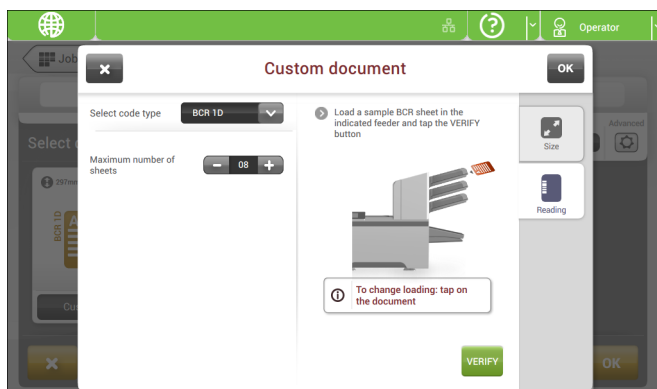 Operator
Job
Custom document
OK
Select code type
BCR 1D
Load a sample BCR sheet in the
indicated feeder and tap the VERIFY
button
Maximum number of
sheets
08
Size
Reading
To change loading: tap on
the document
VERIFY
Advanced
Select
297mm
BCR 1D
A
Cu
OK